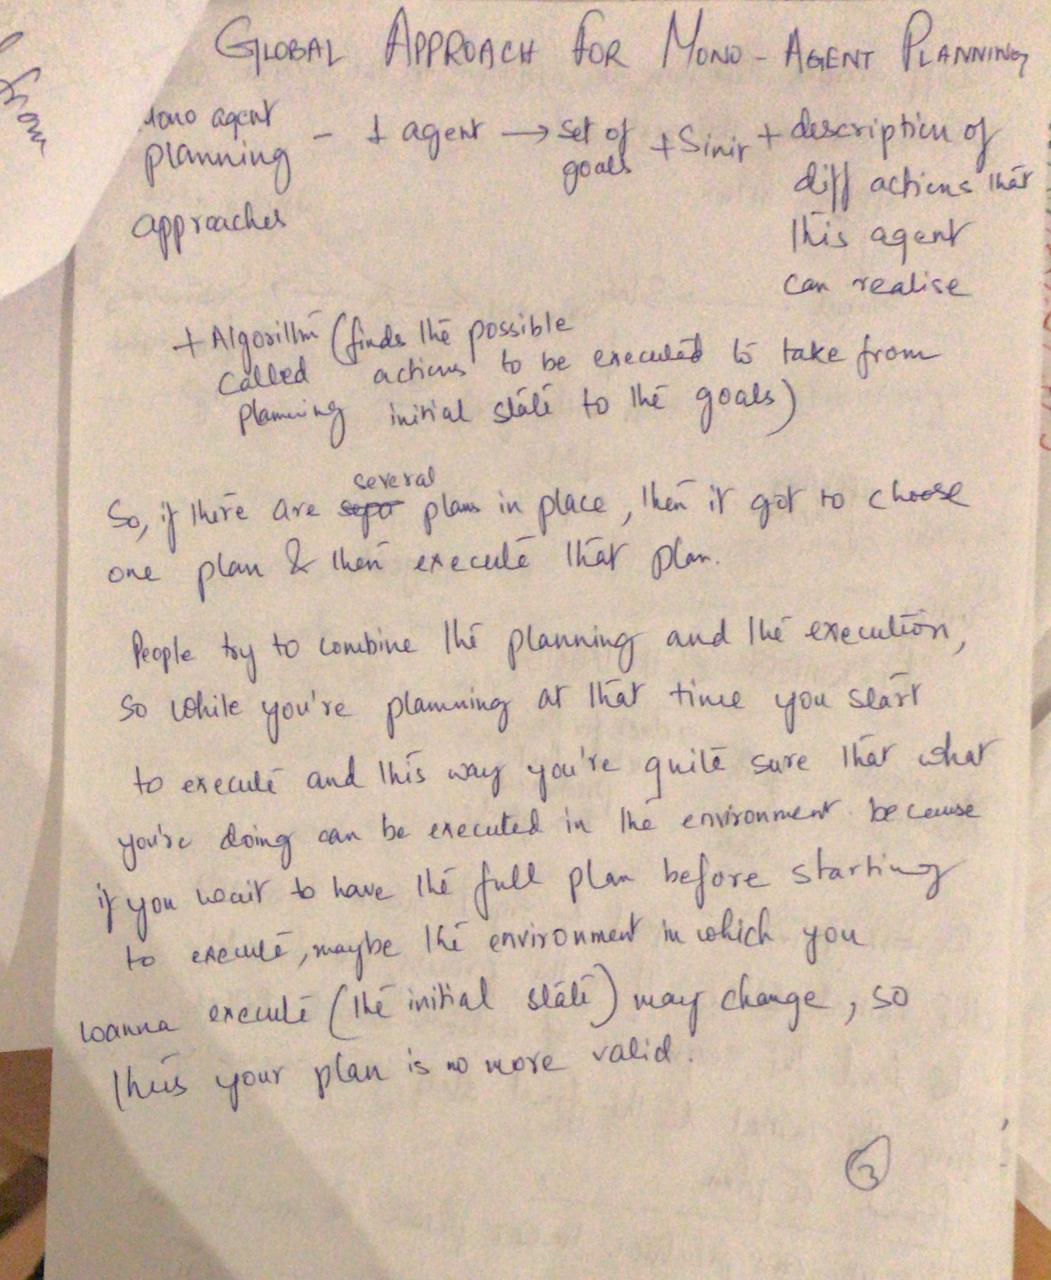 from
GLOBAL APPROACH FOR MONO-AGENT PLANNING
Mono agent planning approaches - 1 agent → set of goals + Sinit + description of
diff actions that
this agent
can realise
+ Algorithm (finds the possible
called actions to be executed to take from
planning initial state to the goals)
So, if there are several plans in place, then it got to choose
one plan & then execute that plan.
People try to combine the planning and the execution,
so while you're planning at that time you start
to execute and this way you're quite sure that what
you're doing can be executed in the environment because
if you wait to have the full plan before starting
to execute, maybe the environment in which you
wanna execute (the initial state) may change, so
thus your plan is no more valid.
3